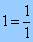 1 = 1/1